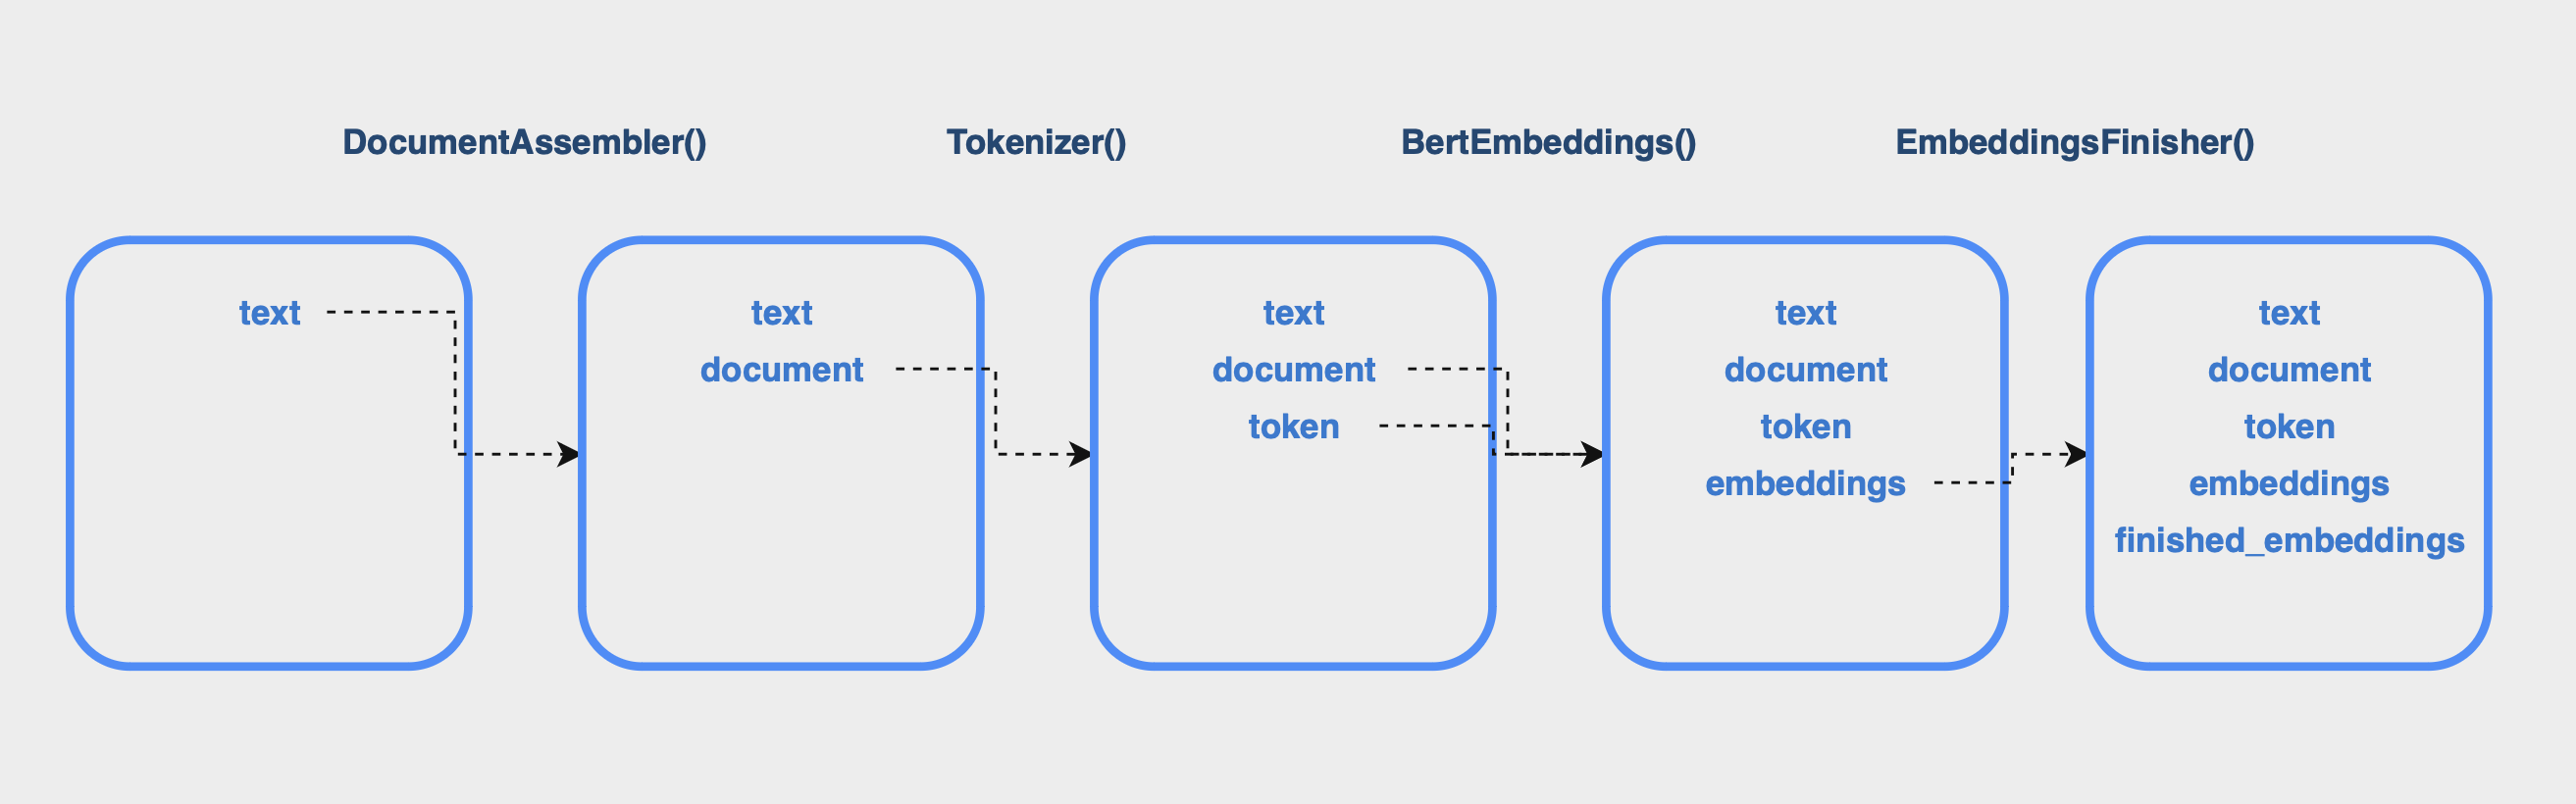 DocumentAssembler()
Tokenizer()
BertEmbeddings()
EmbeddingsFinisher()
text
text
document
text
document
token
text
document
token
embeddings
text
document
token
embeddings
finished_embeddings